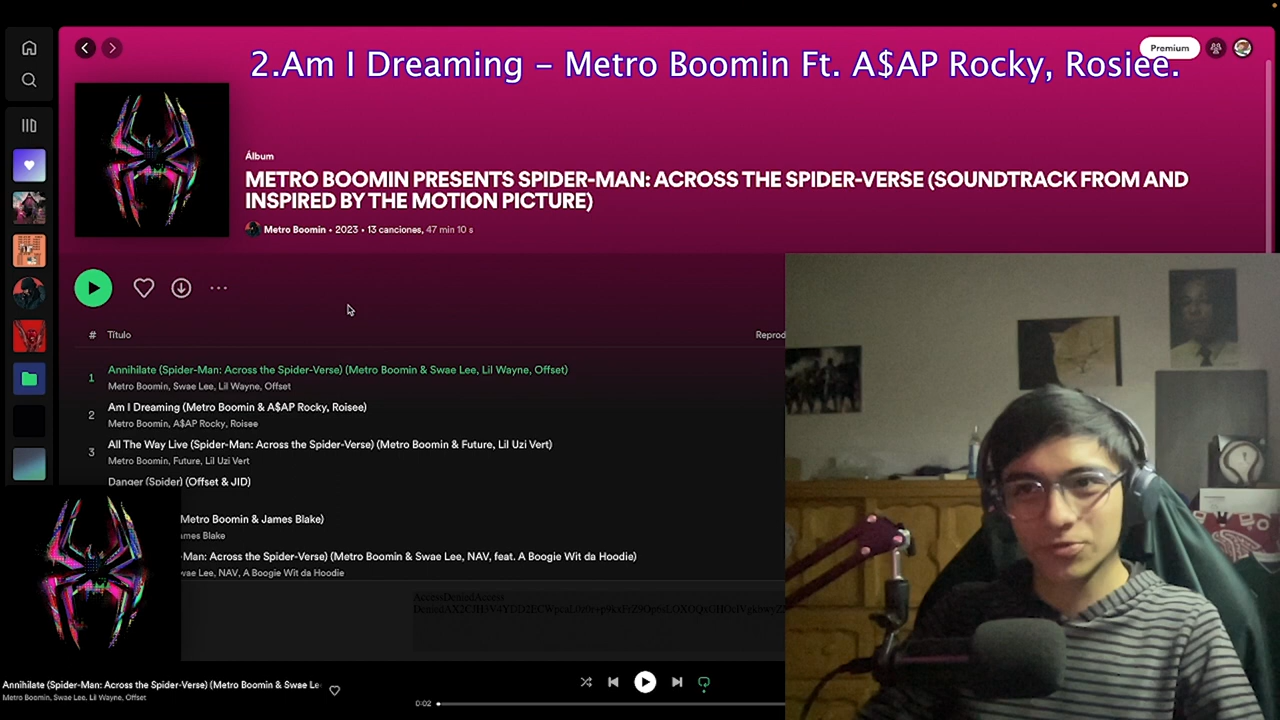 2.Am I Dreaming – Metro Boomin Ft. A$AP Rocky, Rosiee.
Premium
Álbum
METRO BOOMIN PRESENTS SPIDER-MAN: ACROSS THE SPIDER-VERSE (SOUNDTRACK FROM AND
INSPIRED BY THE MOTION PICTURE)
Metro Boomin • 2023 • 13 canciones, 47 min 10 s
# Título Reprod
1 Annihilate (Spider-Man: Across the Spider-Verse) (Metro Boomin & Swae Lee, Lil Wayne, Offset)
Metro Boomin, Swae Lee, Lil Wayne, Offset
2 Am I Dreaming (Metro Boomin & A$AP Rocky, Roisee)
Metro Boomin, A$AP Rocky, Roisee
3 All The Way Live (Spider-Man: Across the Spider-Verse) (Metro Boomin & Future, Lil Uzi Vert)
Metro Boomin, Future, Lil Uzi Vert
Danger (Spider) (Offset & JID)
Metro Boomin & James Blake)
ames Blake
Man: Across the Spider-Verse) (Metro Boomin & Swae Lee, NAV, feat. A Boogie Wit da Hoodie)
wae Lee, NAV, A Boogie Wit da Hoodie
AccessDeniedAccess
Annihilate (Spider-Man: Across the Spider-Verse) (Metro Boomin & Swae Le
Metro Boomin, Swae Lee, Lil Wayne, Offset
0:02